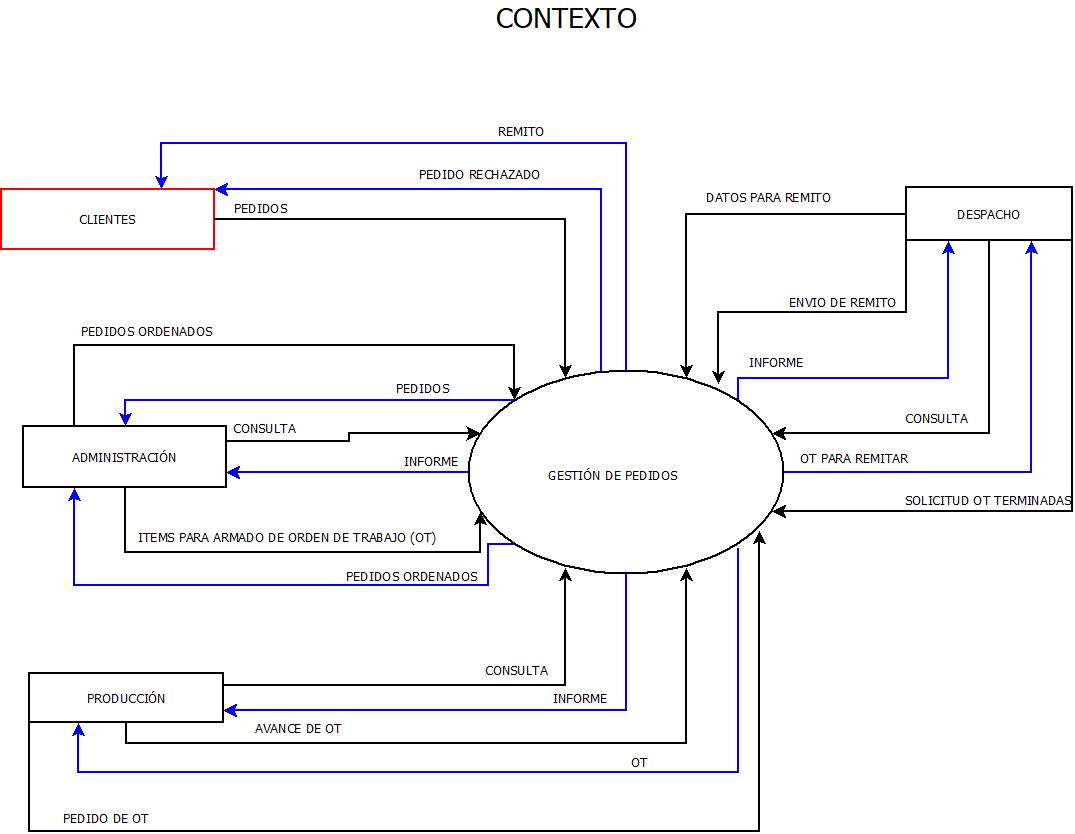 CONTEXTO
REMITO
PEDIDO RECHAZADO
DATOS PARA REMITO
PEDIDOS
CLIENTES
DESPACHO
ENVIO DE REMITO
PEDIDOS ORDENADOS
INFORME
PEDIDOS
CONSULTA
CONSULTA
ADMINISTRACIÓN
INFORME
OT PARA REMITAR
GESTIÓN DE PEDIDOS
SOLICITUD OT TERMINADAS
ITEMS PARA ARMADO DE ORDEN DE TRABAJO (OT)
PEDIDOS ORDENADOS
CONSULTA
PRODUCCIÓN
INFORME
AVANCE DE OT
OT
PEDIDO DE OT